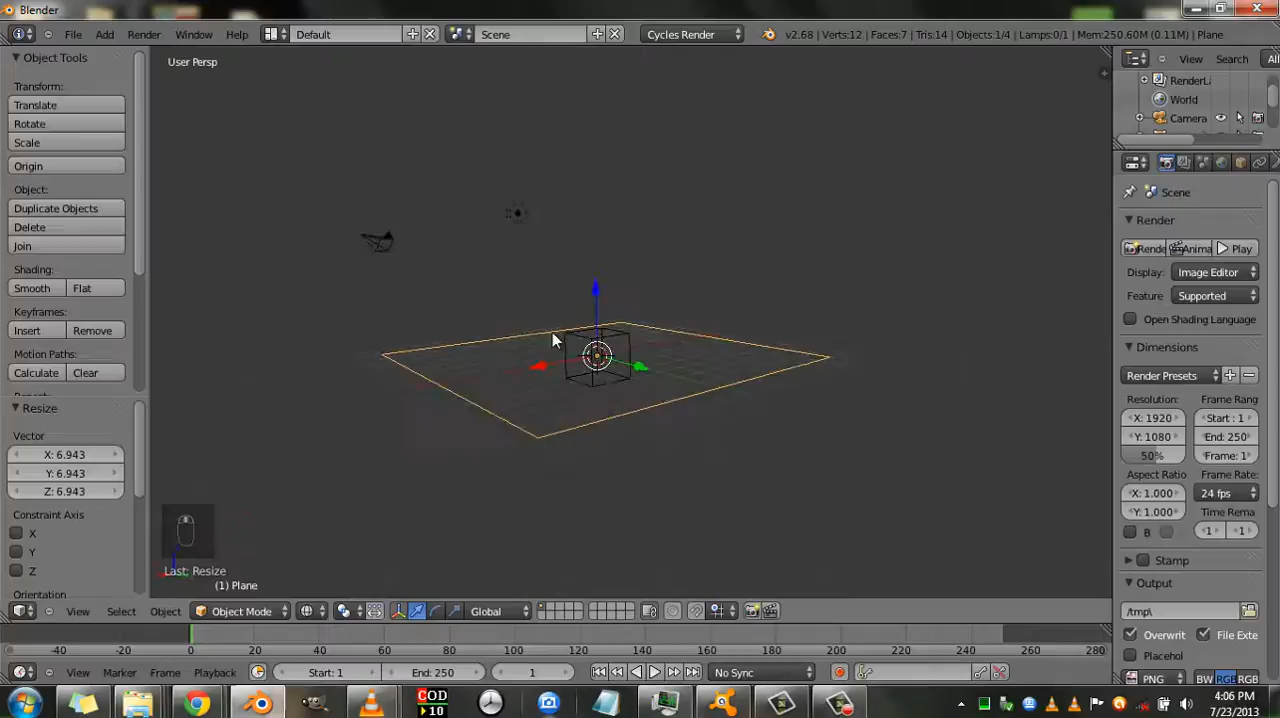 Blender
File Add Render Window Help Default Scene Cycles Render v2.68 | Verts:12 | Faces:7 | Tris:14 | Objects:1/4 | Lamps:0/1 | Mem:250.60M (0.11M) | Plane
Object Tools
Transform:
Translate
Rotate
Scale
Origin
Object:
Duplicate Objects
Delete
Join
Shading:
Smooth Flat
Keyframes:
Insert Remove
Motion Paths:
Calculate Clear
Resize
Vector
X: 6.943
Y: 6.943
Z: 6.943
Constraint Axis
X
Y
Z
Orientation
User Persp
Last: Resize
(1) Plane
View Select Object Object Mode Global
-40 -20 0 20 40 60 80 100 120 140 160 180 200 220 240 260 280
View Marker Frame Playback Start: 1 End: 250 1 No Sync
View Search All
RenderLa
World
Camera
Scene
Render
Rende Anima Play
Display: Image Editor
Feature Supported
Open Shading Language
Dimensions
Render Presets
Resolution: Frame Rang
X: 1920 Start: 1
Y: 1080 End: 250
50% Frame: 1
Aspect Ratio Frame Rate:
X: 1.000 24 fps
Y: 1.000 Time Rema
B 1 1
Stamp
Output
/tmp\
Overwrit File Exte
Placehol
PNG BW RGB RGB
COD
10
4:06 PM
7/23/2013